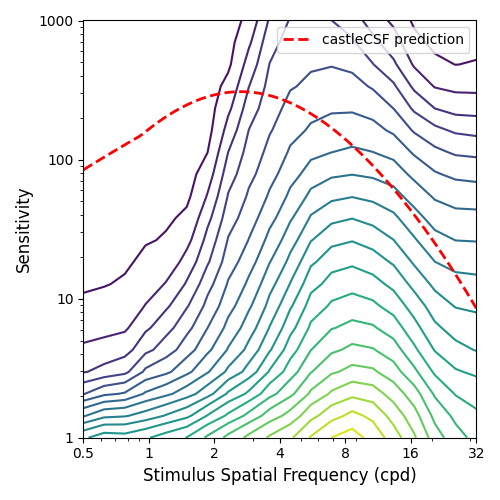 1000
castleCSF prediction
100
10
1
Sensitivity
0.5 1 2 4 8 16 32
Stimulus Spatial Frequency (cpd)